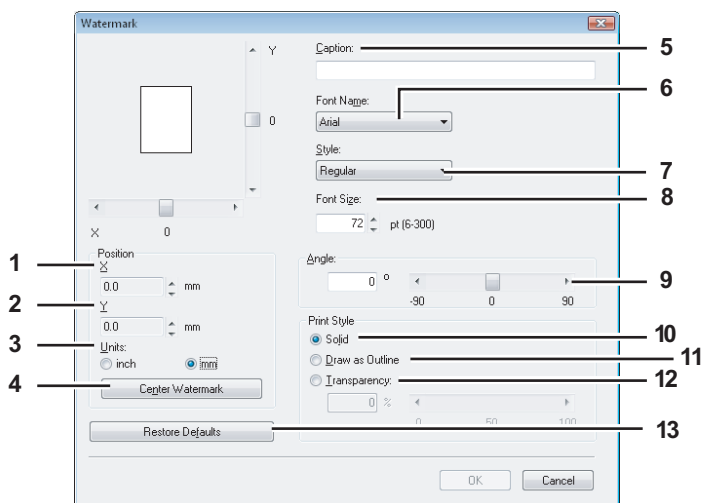 Watermark
Y
0
X 0
Position
X
0.0 mm
Y
0.0 mm
Units:
inch mm
Center Watermark
Restore Defaults
Caption:
Font Name:
Arial
Style:
Regular
Font Size:
72 pt (6-300)
Angle:
0 °
-90 0 90
Print Style
Solid
Draw as Outline
Transparency:
0 %
0 50 100
OK Cancel
1
2
3
4
5
6
7
8
9
10
11
12
13